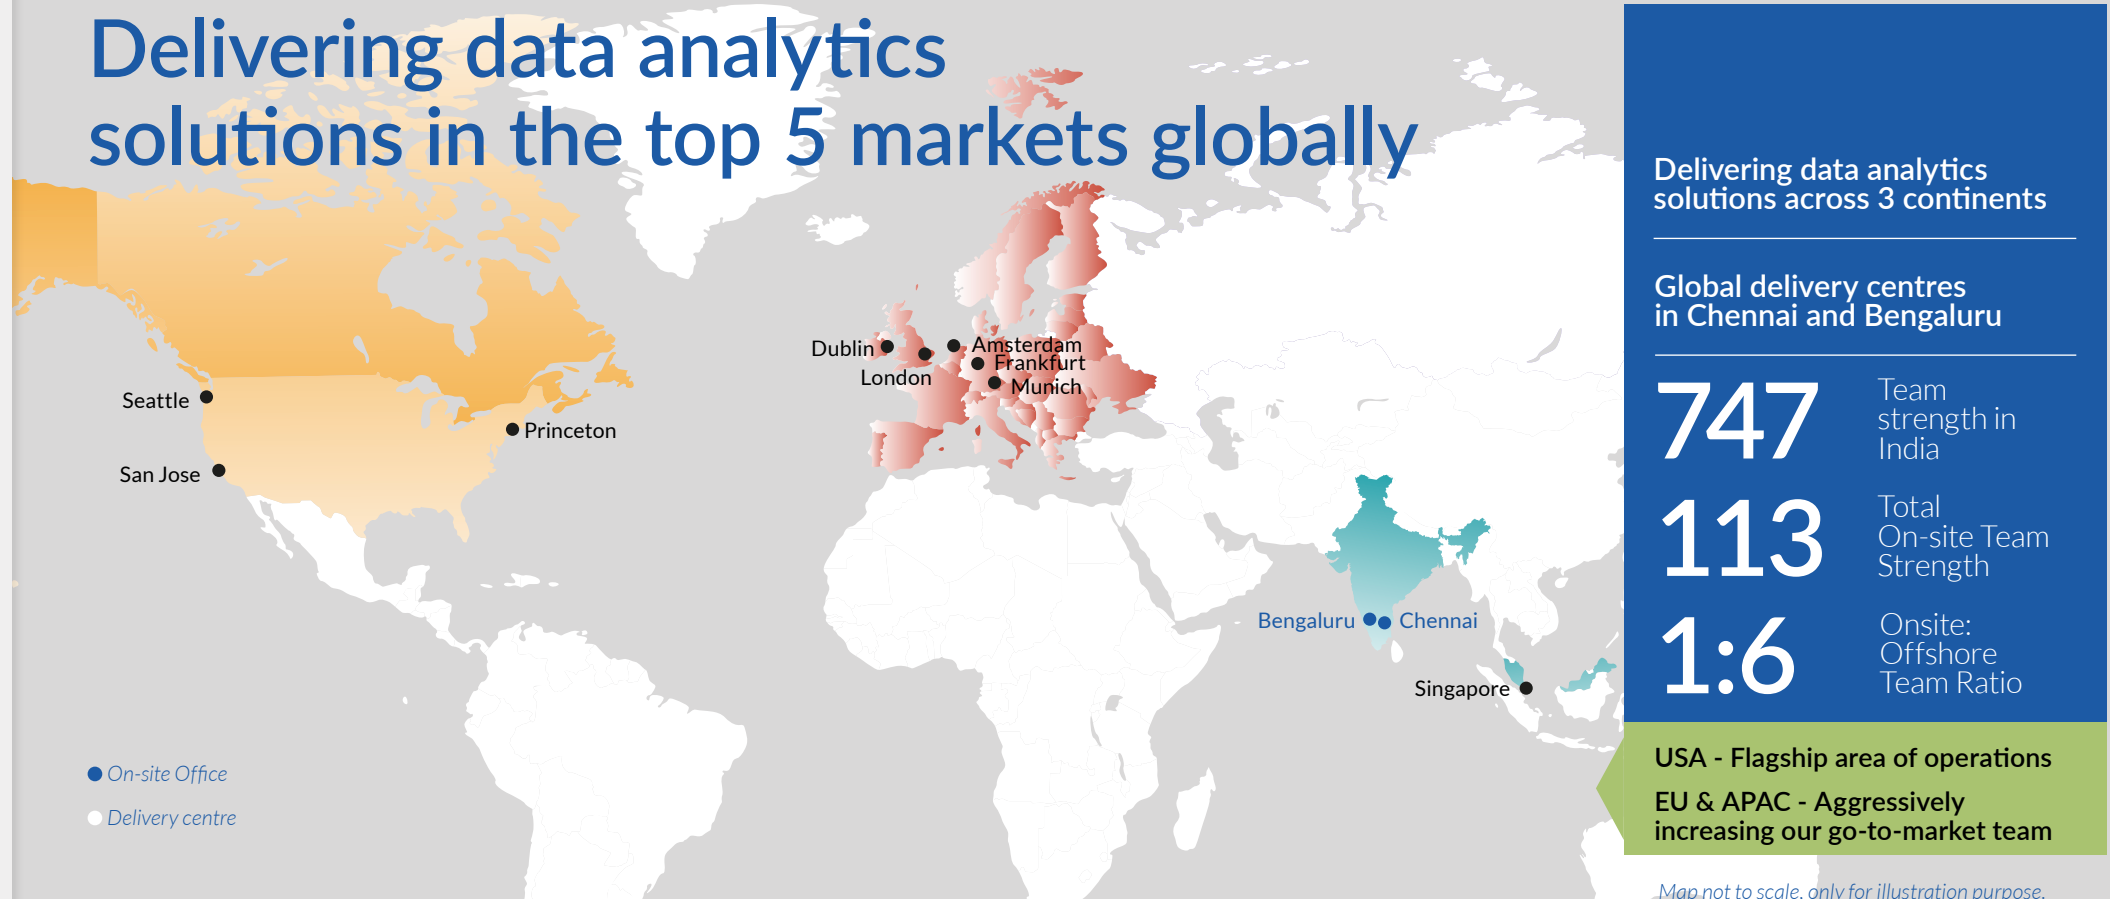 Delivering data analytics
solutions in the top 5 markets globally
Seattle
San Jose
Princeton
Dublin
London
Amsterdam
Frankfurt
Munich
Bengaluru
Chennai
Singapore
On-site Office
Delivery centre
Delivering data analytics
solutions across 3 continents
Global delivery centres
in Chennai and Bengaluru
747
Team
strength in
India
113
Total
On-site Team
Strength
1:6
Onsite:
Offshore
Team Ratio
USA - Flagship area of operations
EU & APAC - Aggressively
increasing our go-to-market team
Map not to scale, only for illustration purpose.